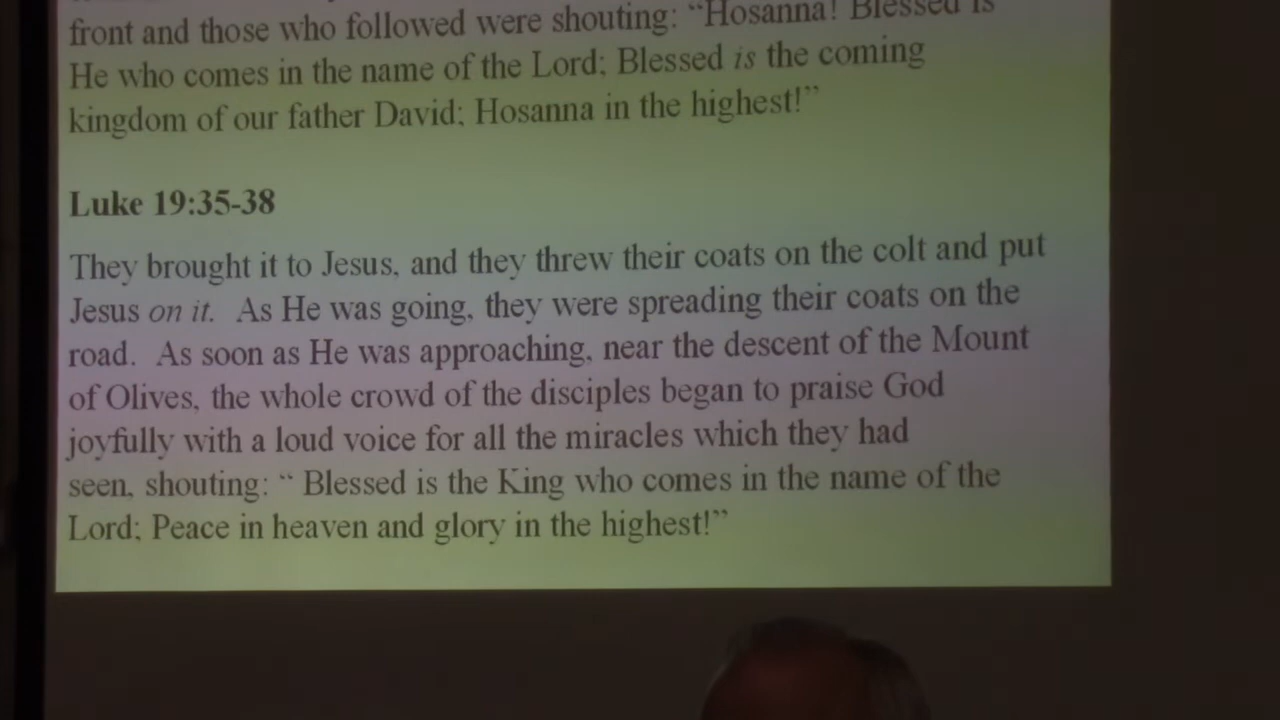 front and those who followed were shouting: “Hosanna! Blessed is
He who comes in the name of the Lord; Blessed is the coming
kingdom of our father David; Hosanna in the highest!”
Luke 19:35-38
They brought it to Jesus, and they threw their coats on the colt and put
Jesus on it. As He was going, they were spreading their coats on the
road. As soon as He was approaching, near the descent of the Mount
of Olives, the whole crowd of the disciples began to praise God
joyfully with a loud voice for all the miracles which they had
seen, shouting: “ Blessed is the King who comes in the name of the
Lord; Peace in heaven and glory in the highest!”